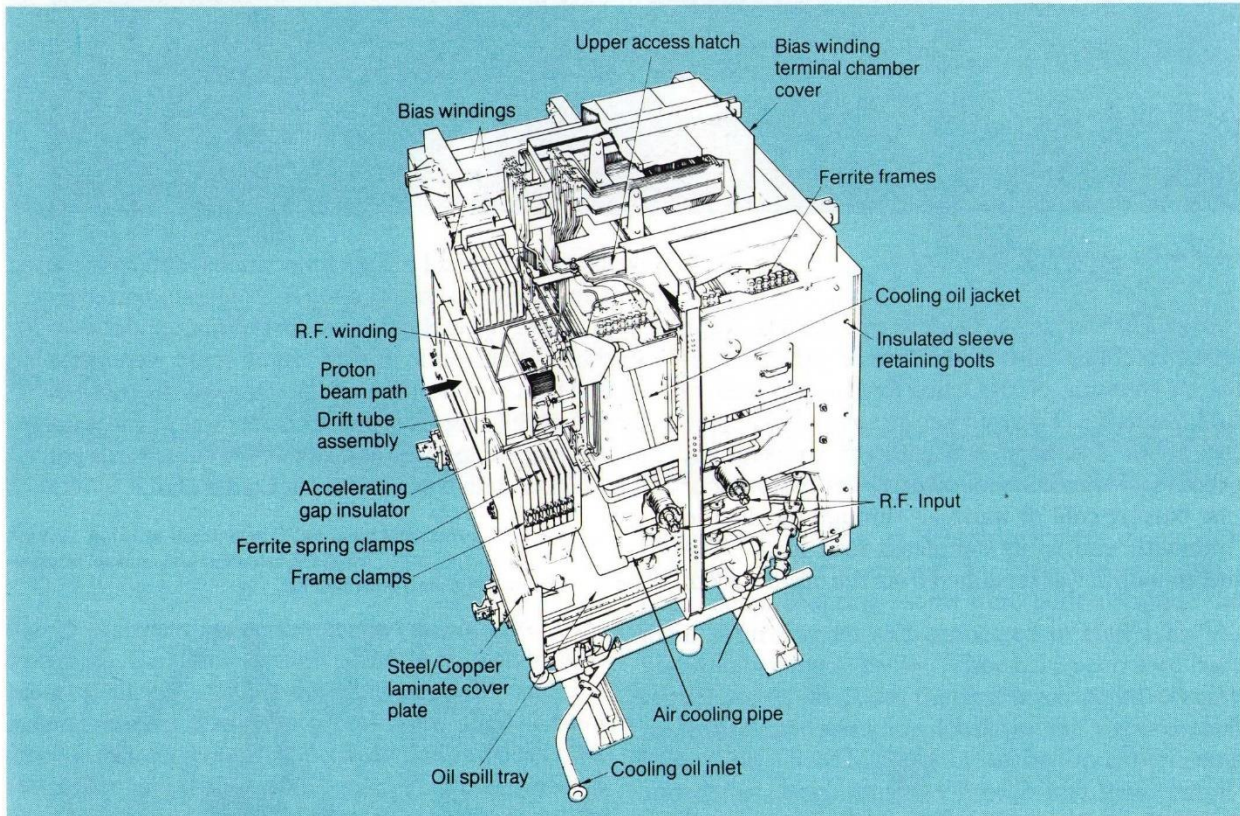 Upper access hatch
Bias winding
terminal chamber
cover
Bias windings
Ferrite frames
Cooling oil jacket
R.F. winding
Insulated sleeve
retaining bolts
Proton
beam path
Drift tube
assembly
Accelerating
gap insulator
R.F. Input
Ferrite spring clamps
Frame clamps
Steel/Copper
laminate cover
plate
Air cooling pipe
Oil spill tray
Cooling oil inlet